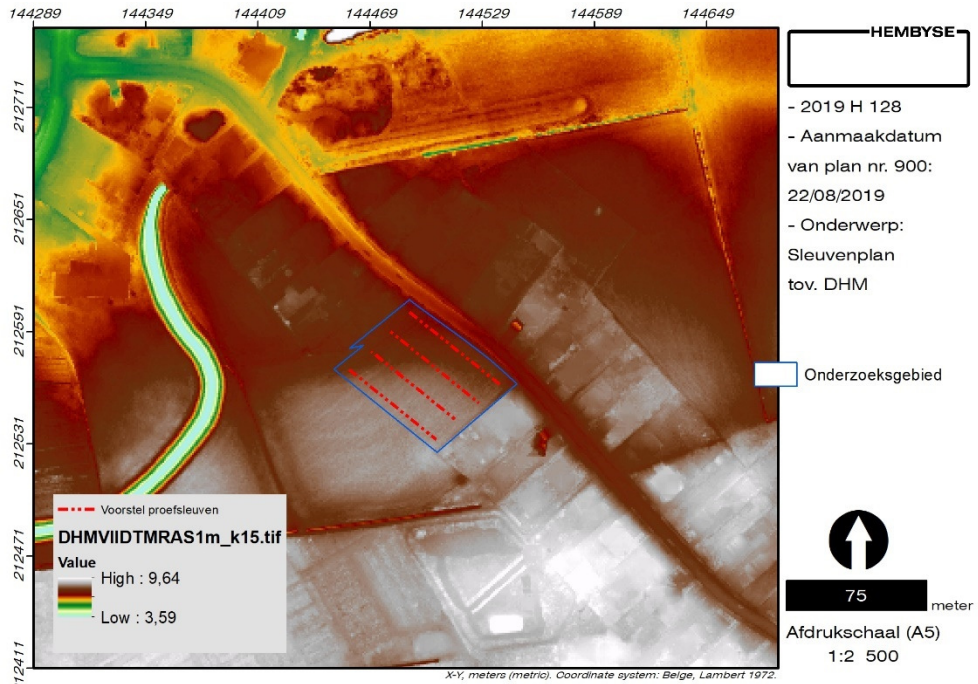 144289 144349 144409 144469 144529 144589 144649
212711
212651
212591
212531
212471
212411
HEMBYSE
- 2019 H 128
- Aanmaakdatum
van plan nr. 900:
22/08/2019
- Onderwerp:
Sleuvenplan
tov. DHM
Onderzoeksgebied
Voorstel proefsleuven
DHMVIIDTMRAS1m_k15.tif
Value
High : 9,64
Low : 3,59
75
meter
Afdrukschaal (A5)
1:2 500
X-Y, meters (metric). Coordinate system: Belge, Lambert 1972.